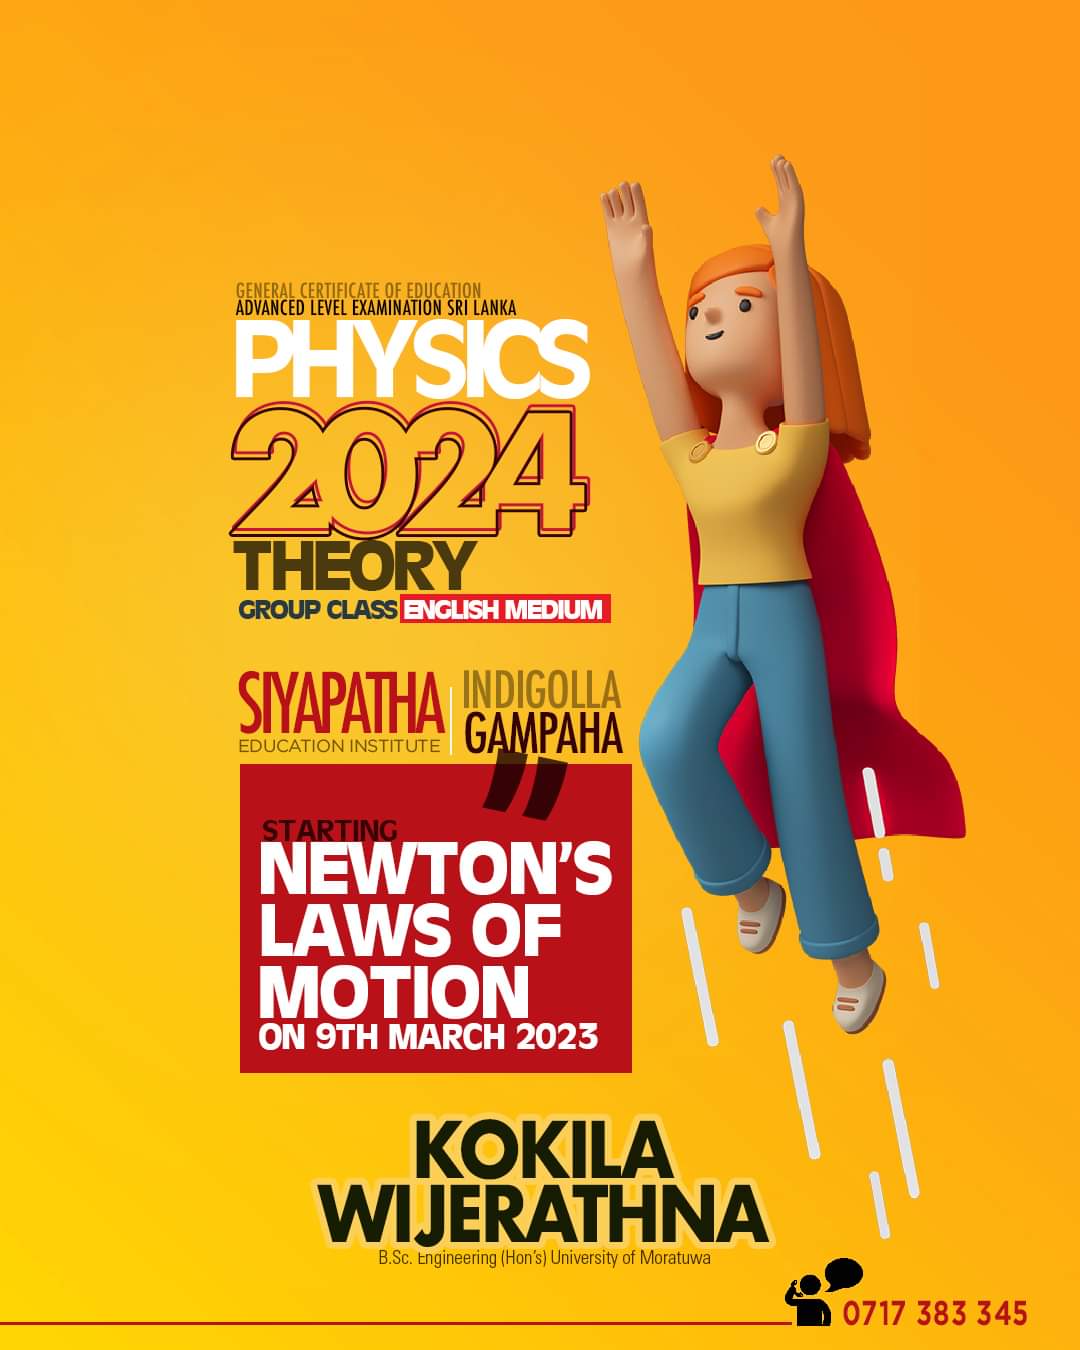 GENERAL CERTIFICATE OF EDUCATION
ADVANCED LEVEL EXAMINATION SRI LANKA
PHYSICS
2024
THEORY
GROUP CLASS ENGLISH MEDIUM
SIYAPATHA
EDUCATION INSTITUTE
INDIGOLLA
GAMPAHA
"
STARTING
NEWTON'S
LAWS OF
MOTION
ON 9TH MARCH 2023
KOKILA
WIJERATHNA
B.Sc. Engineering (Hon's) University of Moratuwa
0717 383 345